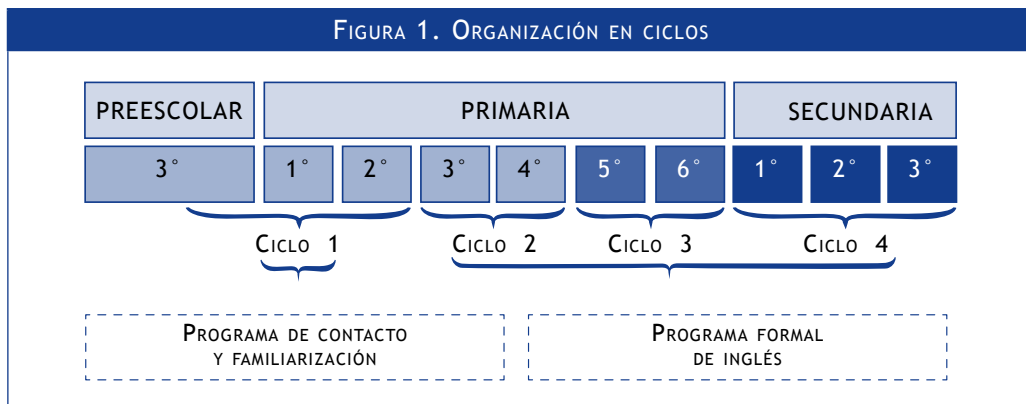 Figura 1. Organización en ciclos
PREESCOLAR PRIMARIA SECUNDARIA
3° 1° 2° 3° 4° 5° 6° 1° 2° 3°
Ciclo 1 Ciclo 2 Ciclo 3 Ciclo 4
Programa de contacto
y familiarización
Programa formal
de inglés